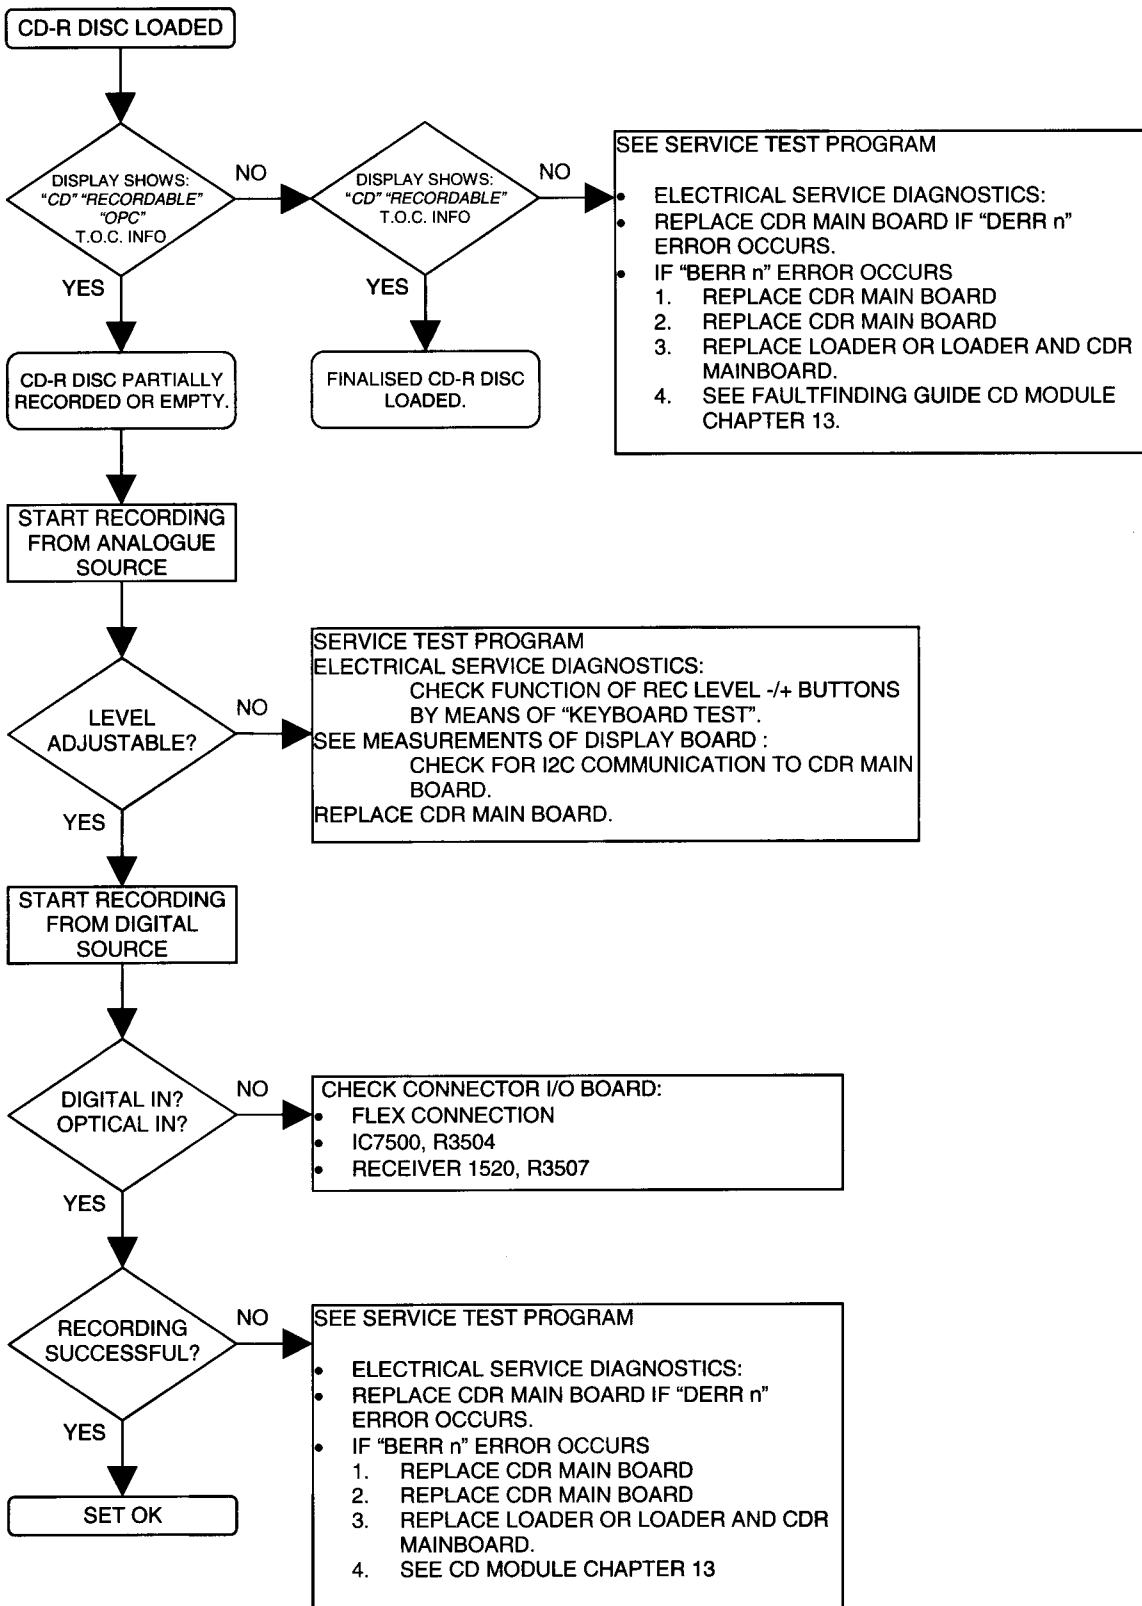 CD-R DISC LOADED
DISPLAY SHOWS:
"CD" "RECORDABLE"
"OPC"
T.O.C. INFO
NO
YES
DISPLAY SHOWS:
"CD" "RECORDABLE"
T.O.C. INFO
NO
YES
SEE SERVICE TEST PROGRAM
• ELECTRICAL SERVICE DIAGNOSTICS:
• REPLACE CDR MAIN BOARD IF "DERR n"
ERROR OCCURS.
• IF "BERR n" ERROR OCCURS
1. REPLACE CDR MAIN BOARD
2. REPLACE CDR MAIN BOARD
3. REPLACE LOADER OR LOADER AND CDR
MAINBOARD.
4. SEE FAULTFINDING GUIDE CD MODULE
CHAPTER 13.
CD-R DISC PARTIALLY
RECORDED OR EMPTY.
FINALISED CD-R DISC
LOADED.
START RECORDING
FROM ANALOGUE
SOURCE
LEVEL
ADJUSTABLE?
NO
YES
SERVICE TEST PROGRAM
ELECTRICAL SERVICE DIAGNOSTICS:
CHECK FUNCTION OF REC LEVEL -/+ BUTTONS
BY MEANS OF "KEYBOARD TEST".
SEE MEASUREMENTS OF DISPLAY BOARD :
CHECK FOR I2C COMMUNICATION TO CDR MAIN
BOARD.
REPLACE CDR MAIN BOARD.
START RECORDING
FROM DIGITAL
SOURCE
DIGITAL IN?
OPTICAL IN?
NO
YES
CHECK CONNECTOR I/O BOARD:
• FLEX CONNECTION
• IC7500, R3504
• RECEIVER 1520, R3507
RECORDING
SUCCESSFUL?
NO
YES
SEE SERVICE TEST PROGRAM
• ELECTRICAL SERVICE DIAGNOSTICS:
• REPLACE CDR MAIN BOARD IF "DERR n"
ERROR OCCURS.
• IF "BERR n" ERROR OCCURS
1. REPLACE CDR MAIN BOARD
2. REPLACE CDR MAIN BOARD
3. REPLACE LOADER OR LOADER AND CDR
MAINBOARD.
4. SEE CD MODULE CHAPTER 13
SET OK